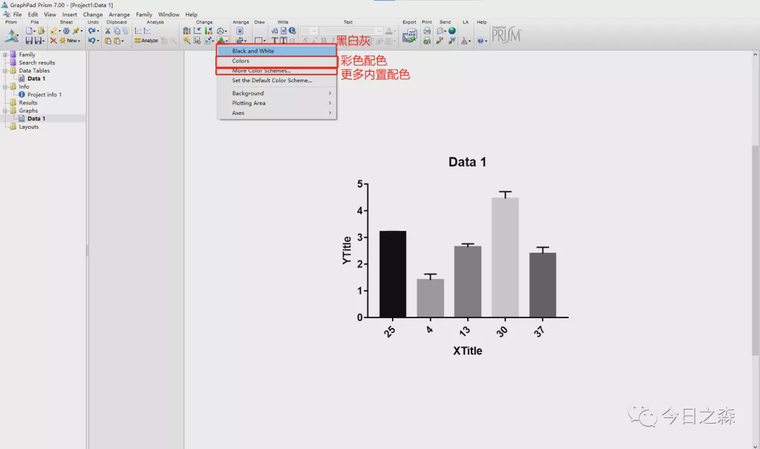 GraphPad Prism 7.00 - [Project1:Data 1]
File Edit View Insert Change Arrange Family Window Help
Prism File Sheet Undo Clipboard Analysis Change Arrange Draw Write Text Export Print Send LA Help
New
Analyze
PRISM
黑白灰
Black and White
Colors
彩色配色
More Color Schemes...
更多内置配色
Set the Default Color Scheme...
Background
Plotting Area
Axes
Family
Search results
Data Tables
Data 1
Info
Project info 1
Results
Graphs
Data 1
Layouts
Data 1
5
4
3
2
1
0
YTitle
25 4 13 30 37
XTitle
今日之森